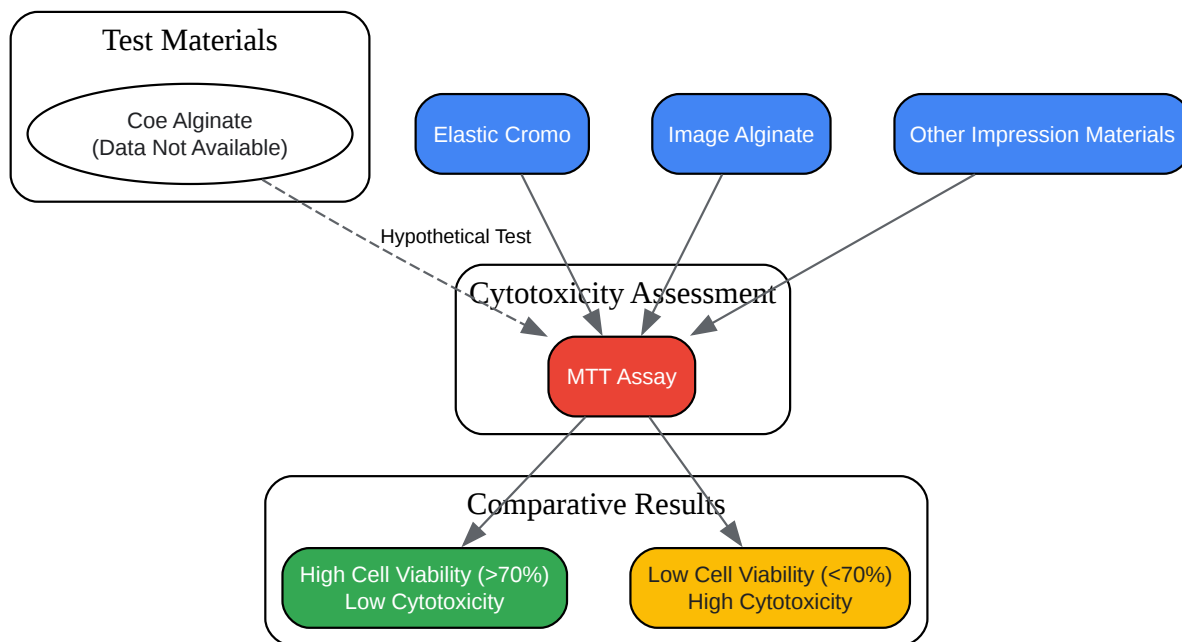 Test Materials
Coe Alginate
(Data Not Available)
Elastic Cromo
Image Alginate
Other Impression Materials
Hypothetical Test
Cytotoxicity Assessment
MTT Assay
Comparative Results
High Cell Viability (>70%)
Low Cytotoxicity
Low Cell Viability (<70%)
High Cytotoxicity